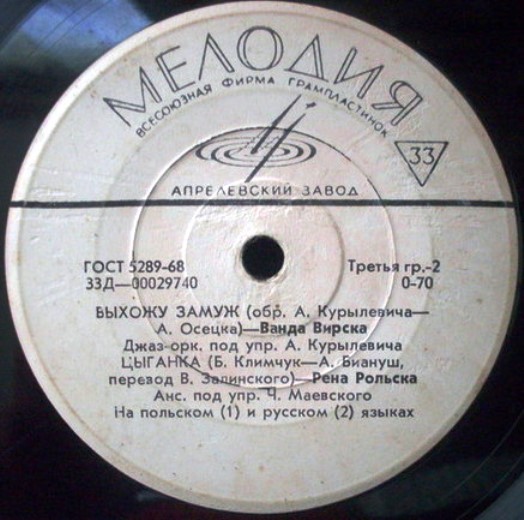 МЕЛОДИЯ
ВСЕСОЮЗНАЯ ФИРМА ГРАМПЛАСТИНОК
33
АПРЕЛЕВСКИЙ ЗАВОД
ГОСТ 5289-68 Третья гр.-2
33Д—00029740 0-70
ВЫХОЖУ ЗАМУЖ (обр. А. Курылевича—
А. Осецка)—Ванда Вирска
Джаз-орк. под упр. А. Курылевича
ЦЫГАНКА (Б. Климчук—А. Виануш,
перевод В. Залинского)—Рена Рольска
Анс. под упр. Ч. Маевского
На польском (1) и русском (2) языках